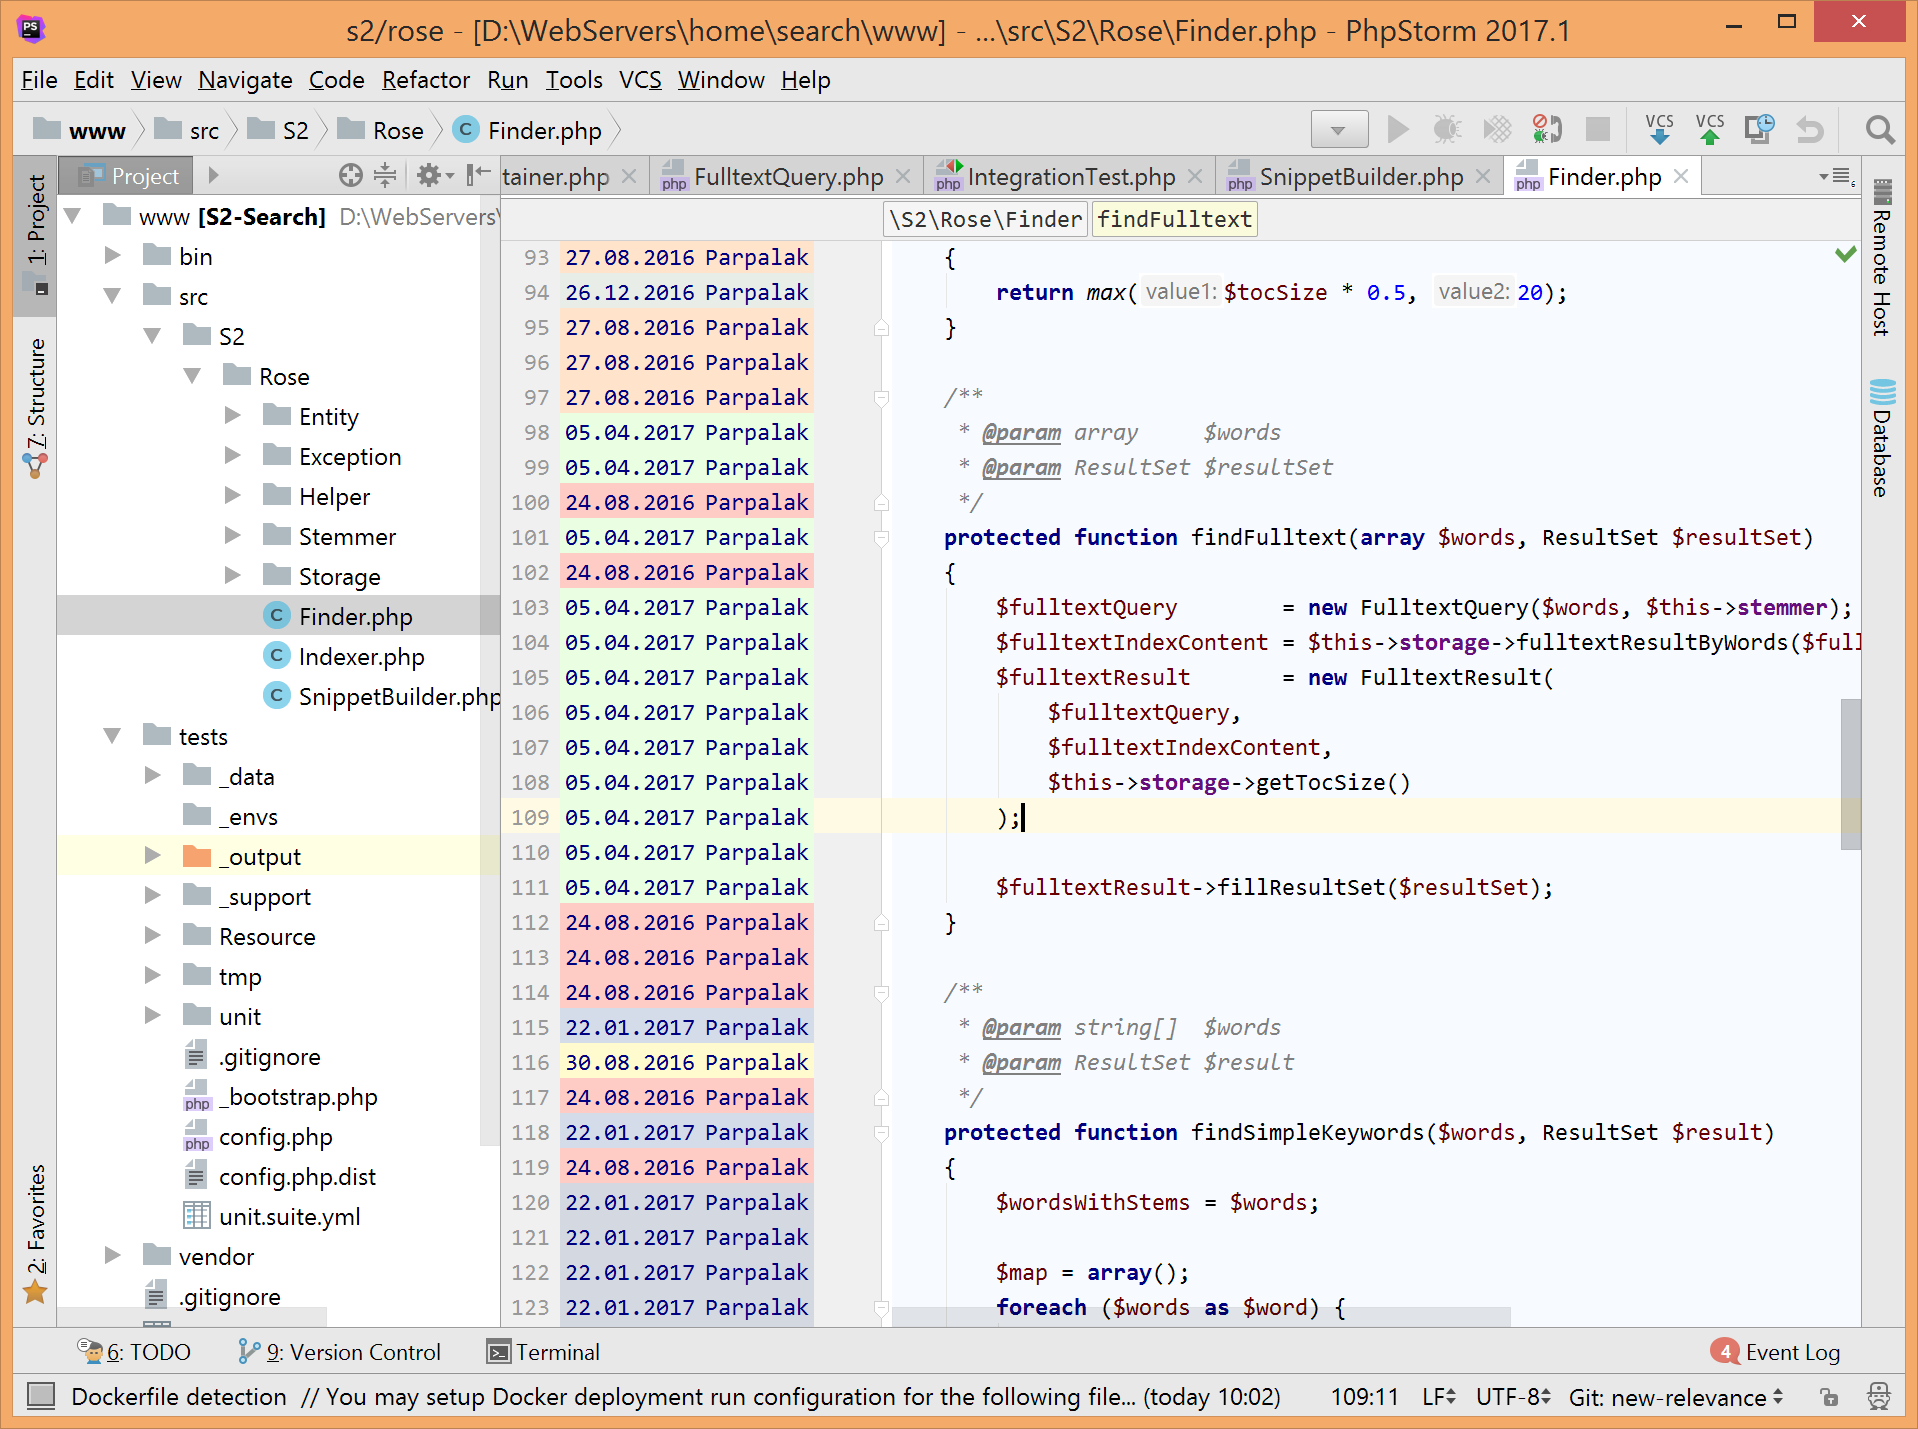 s2/rose - [D:\WebServers\home\search\www] - ...\src\S2\Rose\Finder.php - PhpStorm 2017.1
File Edit View Navigate Code Refactor Run Tools VCS Window Help
www src S2 Rose C Finder.php
VCS VCS
Project
tainer.php
php FulltextQuery.php
php IntegrationTest.php
php SnippetBuilder.php
php Finder.php
1: Project
7: Structure
2: Favorites
Remote Host
Database
www [S2-Search] D:\WebServers\
bin
src
S2
Rose
Entity
Exception
Helper
Stemmer
Storage
C Finder.php
C Indexer.php
C SnippetBuilder.php
tests
_data
_envs
_output
_support
Resource
tmp
unit
.gitignore
php _bootstrap.php
php config.php
config.php.dist
unit.suite.yml
vendor
.gitignore
\S2\Rose\Finder findFulltext
93 27.08.2016 Parpalak {
94 26.12.2016 Parpalak return max( value1: $tocSize * 0.5, value2: 20);
95 27.08.2016 Parpalak }
96 27.08.2016 Parpalak
97 27.08.2016 Parpalak /**
98 05.04.2017 Parpalak * @param array $words
99 05.04.2017 Parpalak * @param ResultSet $resultSet
100 24.08.2016 Parpalak */
101 05.04.2017 Parpalak protected function findFulltext(array $words, ResultSet $resultSet)
102 24.08.2016 Parpalak {
103 05.04.2017 Parpalak $fulltextQuery = new FulltextQuery($words, $this->stemmer);
104 05.04.2017 Parpalak $fulltextIndexContent = $this->storage->fulltextResultByWords($full
105 05.04.2017 Parpalak $fulltextResult = new FulltextResult(
106 05.04.2017 Parpalak $fulltextQuery,
107 05.04.2017 Parpalak $fulltextIndexContent,
108 05.04.2017 Parpalak $this->storage->getTocSize()
109 05.04.2017 Parpalak );
110 05.04.2017 Parpalak
111 05.04.2017 Parpalak $fulltextResult->fillResultSet($resultSet);
112 24.08.2016 Parpalak }
113 24.08.2016 Parpalak
114 24.08.2016 Parpalak /**
115 22.01.2017 Parpalak * @param string[] $words
116 30.08.2016 Parpalak * @param ResultSet $result
117 24.08.2016 Parpalak */
118 22.01.2017 Parpalak protected function findSimpleKeywords($words, ResultSet $result)
119 24.08.2016 Parpalak {
120 22.01.2017 Parpalak $wordsWithStems = $words;
121 22.01.2017 Parpalak
122 22.01.2017 Parpalak $map = array();
123 22.01.2017 Parpalak foreach ($words as $word) {
6: TODO 9: Version Control Terminal 4 Event Log
Dockerfile detection // You may setup Docker deployment run configuration for the following file... (today 10:02) 109:11 LF UTF-8 Git: new-relevance